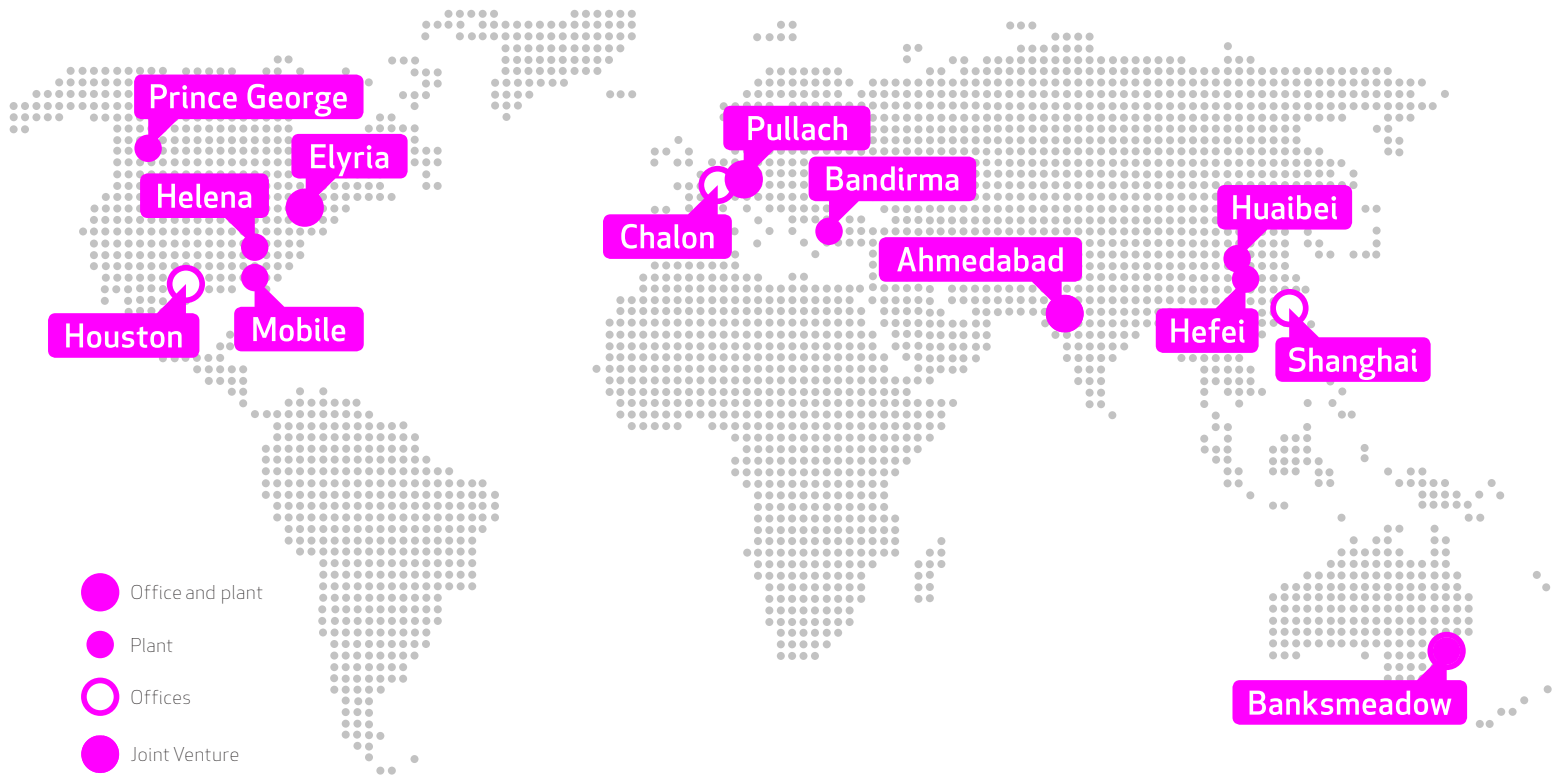 Prince George
Pullach
Elyria
Bandirma
Helena
Huaibei
Chalon
Ahmedabad
Houston
Mobile
Hefei
Shanghai
Office and plant
Plant
Offices
Banksmeadow
Joint Venture